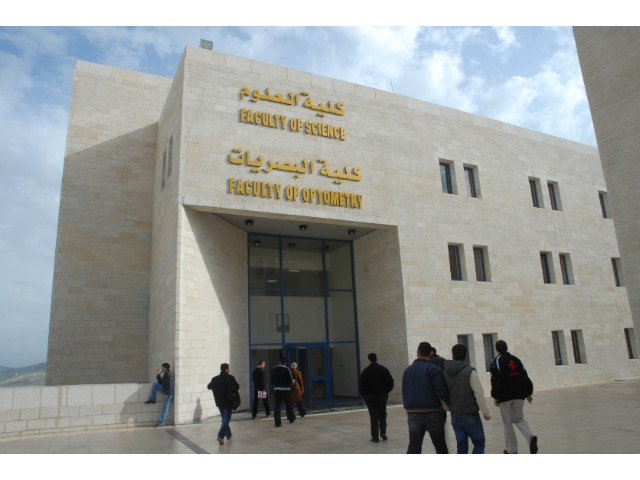 كلية العلوم
FACULTY OF SCIENCE
كلية البصريات
FACULTY OF OPTOMETRY